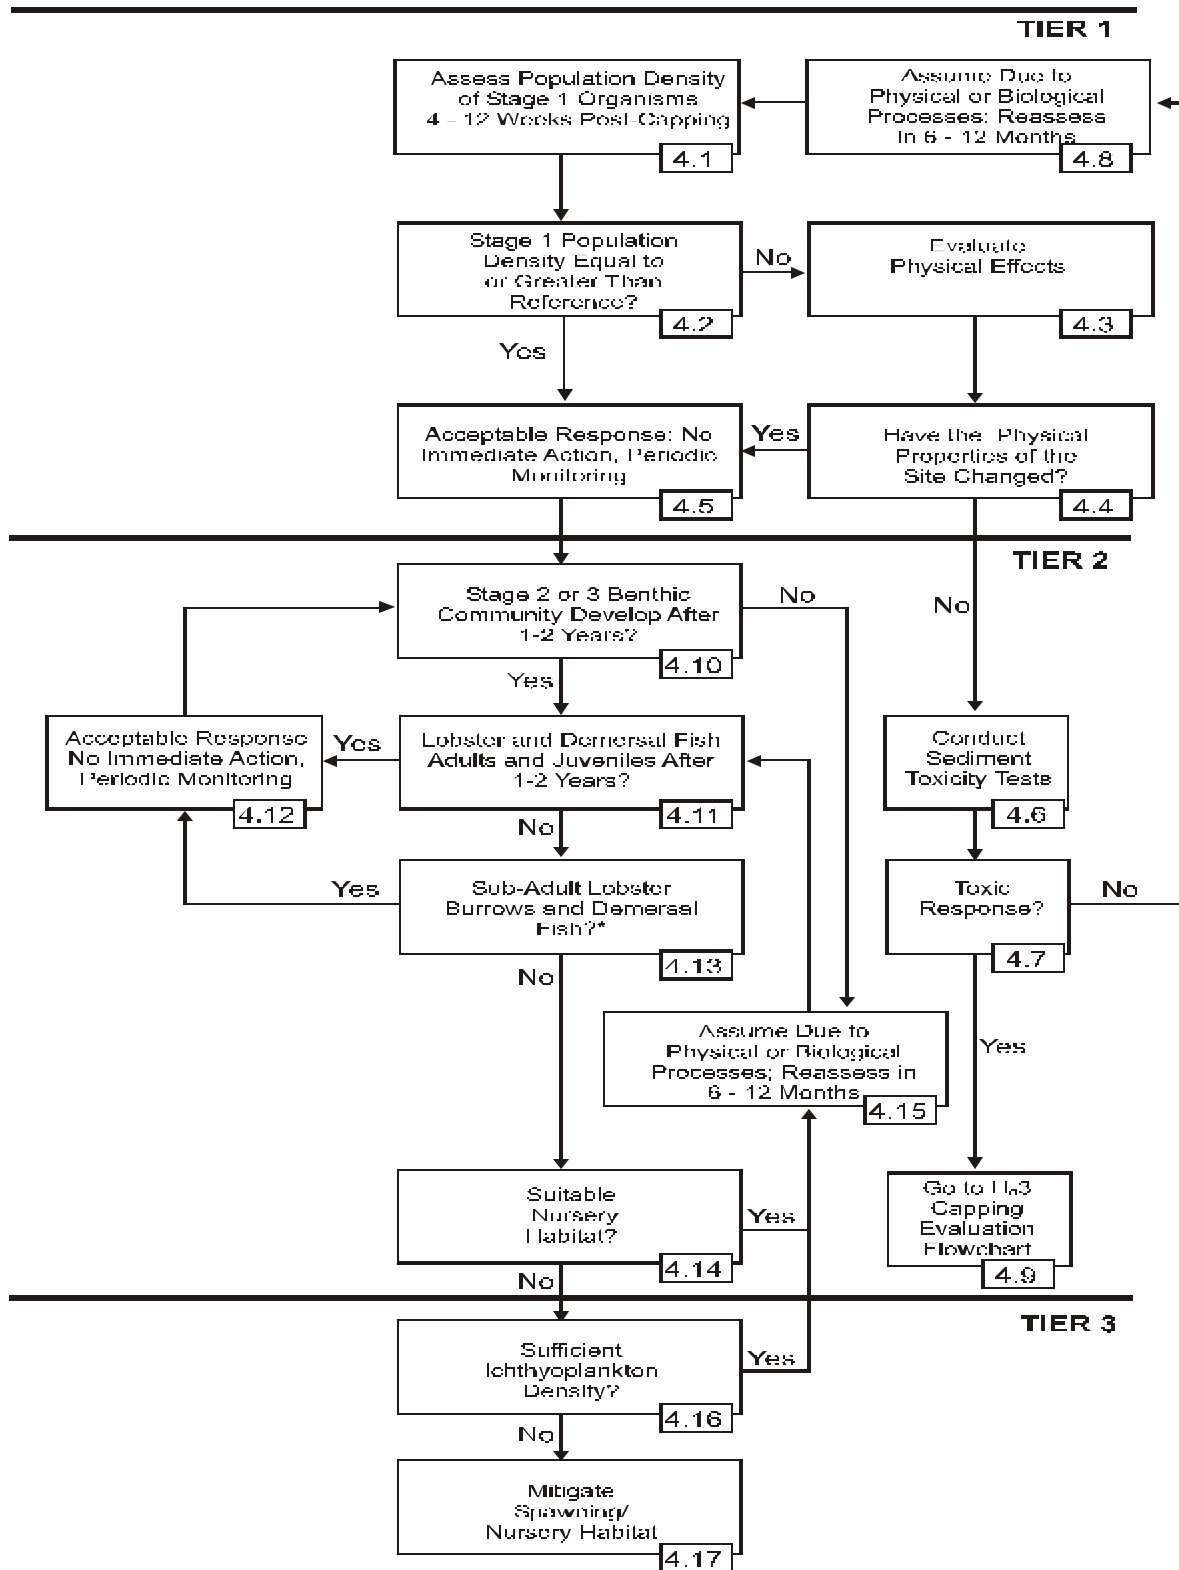 TIER 1
Assess Population Density
of Stage 1 Organisms
4 - 12 Weeks Post-Capping
4.1
Assume Due to
Physical or Biological
Processes: Reassess
in 6 - 12 Months
4.8
Stage 1 Population
Density Equal to
or Greater Than
Reference?
4.2
No
Evaluate
Physical Effects
4.3
Yes
Acceptable Response: No
Immediate Action, Periodic
Monitoring
4.5
Yes
Have the Physical
Properties of the
Site Changed?
4.4
TIER 2
Stage 2 or 3 Benthic
Community Develop After
1-2 Years?
4.10
No
No
Yes
Acceptable Response
No Immediate Action,
Periodic Monitoring
4.12
Yes
Lobster and Demersal Fish
Adults and Juveniles After
1-2 Years?
4.11
Conduct
Sediment
Toxicity Tests
4.6
No
Yes
Sub-Adult Lobster
Burrows and Demersal
Fish?*
4.13
Toxic
Response?
4.7
No
No
Assume Due to
Physical or Biological
Processes; Reassess in
6 - 12 Months
4.15
Yes
Suitable
Nursery
Habitat?
4.14
Yes
Go to H₀3
Capping
Evaluation
Flowchart
4.9
No
TIER 3
Sufficient
Ichthyoplankton
Density?
4.16
Yes
No
Mitigate
Spawning/
Nursery Habitat
4.17